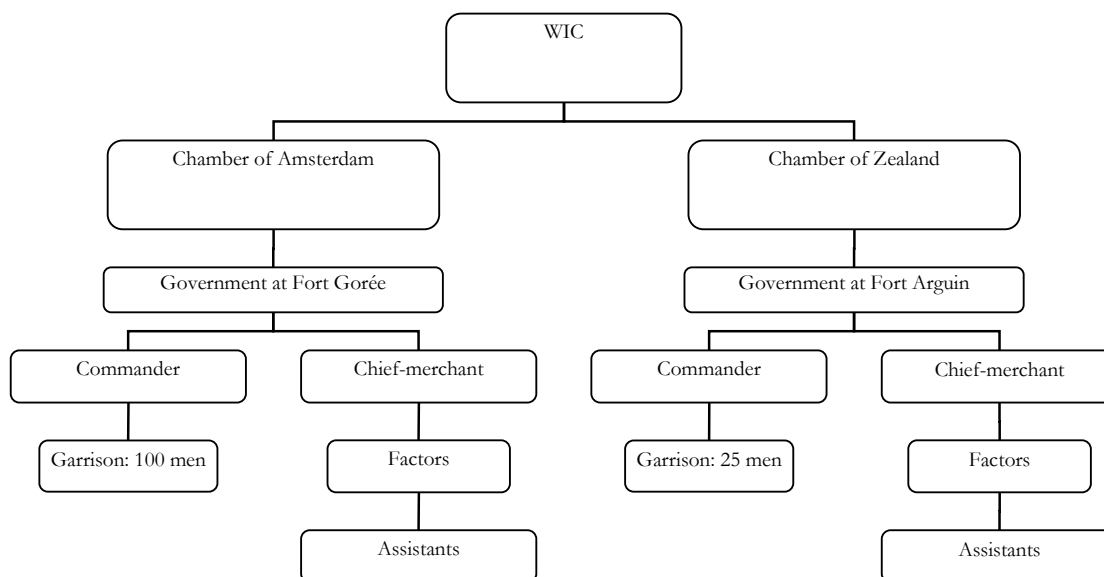 WIC
Chamber of Amsterdam
Chamber of Zealand
Government at Fort Gorée
Government at Fort Arguin
Commander
Chief-merchant
Commander
Chief-merchant
Garrison: 100 men
Factors
Garrison: 25 men
Factors
Assistants
Assistants